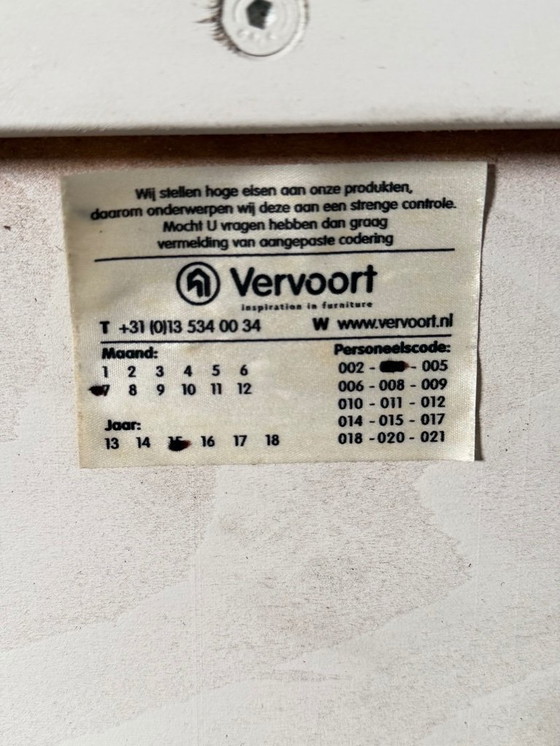 Wij stellen hoge eisen aan onze produkten,
daarom onderwerpen wij deze aan een strenge controle.
Mocht U vragen hebben dan graag
vermelding van aangepaste codering
Vervoort
inspiration in furniture
T +31 (0)13 534 00 34 W www.vervoort.nl
Maand:
1 2 3 4 5 6
7 8 9 10 11 12
Jaar:
13 14 15 16 17 18
Personeelscode:
002 - - 005
006 - 008 - 009
010 - 011 - 012
014 - 015 - 017
018 - 020 - 021